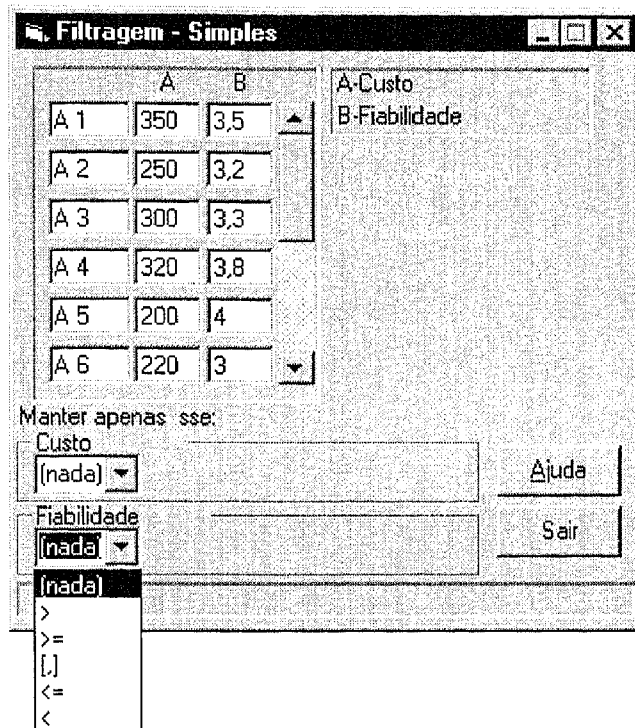 Filtragem - Simples
A B
A 1 350 3,5
A 2 250 3,2
A 3 300 3,3
A 4 320 3,8
A 5 200 4
A 6 220 3
A-Custo
B-Fiabilidade
Manter apenas sse:
Custo
(nada)
Ajuda
Fiabilidade
(nada)
Sair
(nada)
>
>=
[,]
<=
<